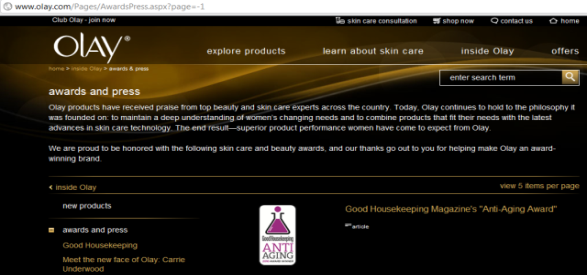 www.olay.com/Pages/AwardsPress.aspx?page=-1
Club Olay - join now
skin care consultation shop now contact us home
OLAY®
explore products learn about skin care inside Olay offers
home > inside Olay > awards & press
enter search term
awards and press
Olay products have received praise from top beauty and skin care experts across the country. Today, Olay continues to hold to the philosophy it
was founded on: to maintain a deep understanding of women's changing needs and to combine products that fit their needs with the latest
advances in skin care technology. The end result—superior product performance women have come to expect from Olay.
We are proud to be honored with the following skin care and beauty awards, and our thanks go out to you for helping make Olay an award-
winning brand.
inside Olay
view 5 items per page
new products
Good Housekeeping Magazine's "Anti-Aging Award"
article
awards and press
Good Housekeeping
ANTI
AGING
Good Housekeeping
Meet the new face of Olay: Carrie
Underwood